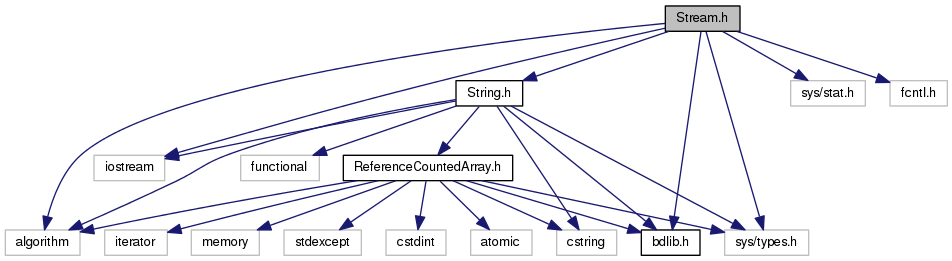 Stream.h
String.h
sys/stat.h
fcntl.h
iostream
functional
ReferenceCountedArray.h
algorithm
iterator
memory
stdexcept
cstdint
atomic
cstring
bdlib.h
sys/types.h